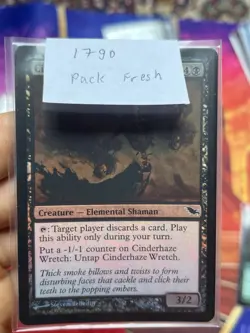 1790
Pack Fresh
4
Creature — Elemental Shaman
: Target player discards a card. Play
this ability only during your turn.
Put a -1/-1 counter on Cinderhaze
Wretch: Untap Cinderhaze Wretch.
Thick smoke billows and twists to form
disturbing faces that cackle and click their
teeth to the popping embers.
3/2